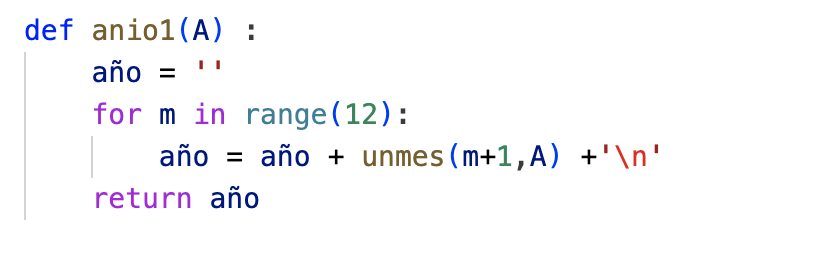 def anio1(A) :
    año = ''
    for m in range(12):
        año = año + unmes(m+1,A) +'\n'
    return año